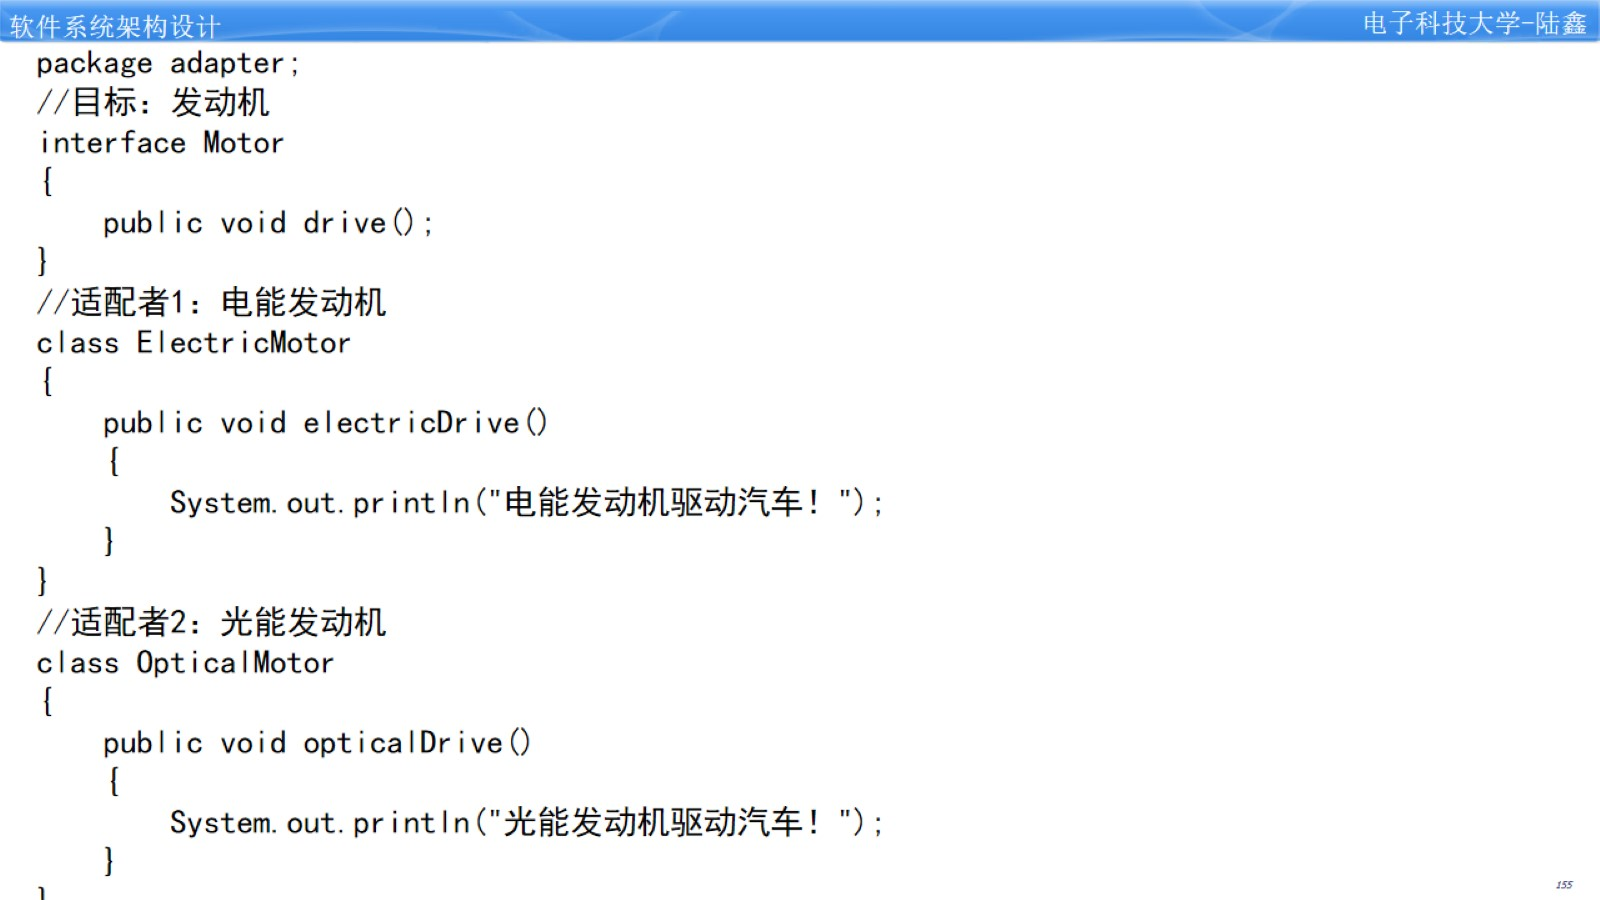 软件系统架构设计
电子科技大学-陆鑫
package adapter;
//目标：发动机
interface Motor
{
    public void drive();
}
//适配者1：电能发动机
class ElectricMotor
{
    public void electricDrive()
    {
        System.out.println("电能发动机驱动汽车！");
    }
}
//适配者2：光能发动机
class OpticalMotor
{
    public void opticalDrive()
    {
        System.out.println("光能发动机驱动汽车！");
    }
}
155